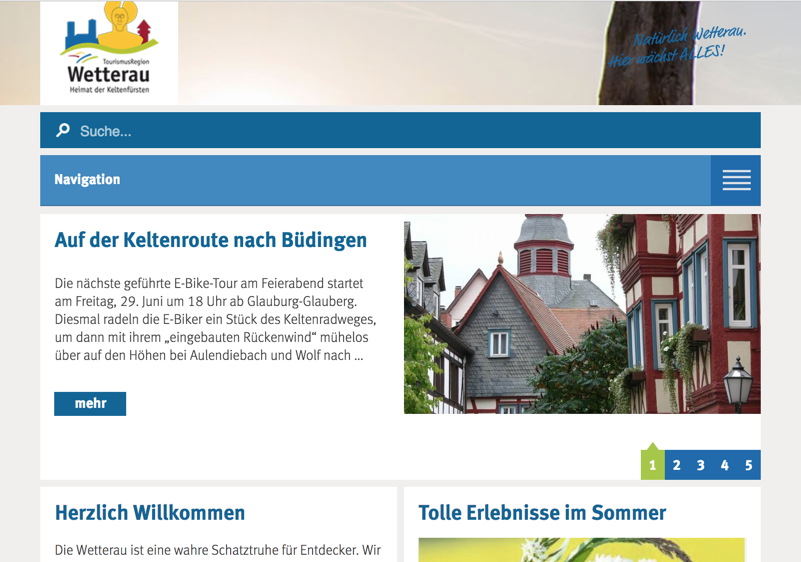 TourismusRegion
Wetterau
Heimat der Keltenfürsten
Natürlich Wetterau.
Hier wächst ALLES!
Suche...
Navigation
Auf der Keltenroute nach Büdingen
Die nächste geführte E-Bike-Tour am Feierabend startet
am Freitag, 29. Juni um 18 Uhr ab Glauburg-Glauberg.
Diesmal radeln die E-Biker ein Stück des Keltenradweges,
um dann mit ihrem „eingebauten Rückenwind“ mühelos
über auf den Höhen bei Aulendiebach und Wolf nach ...
mehr
1 2 3 4 5
Herzlich Willkommen
Die Wetterau ist eine wahre Schatztruhe für Entdecker. Wir
Tolle Erlebnisse im Sommer